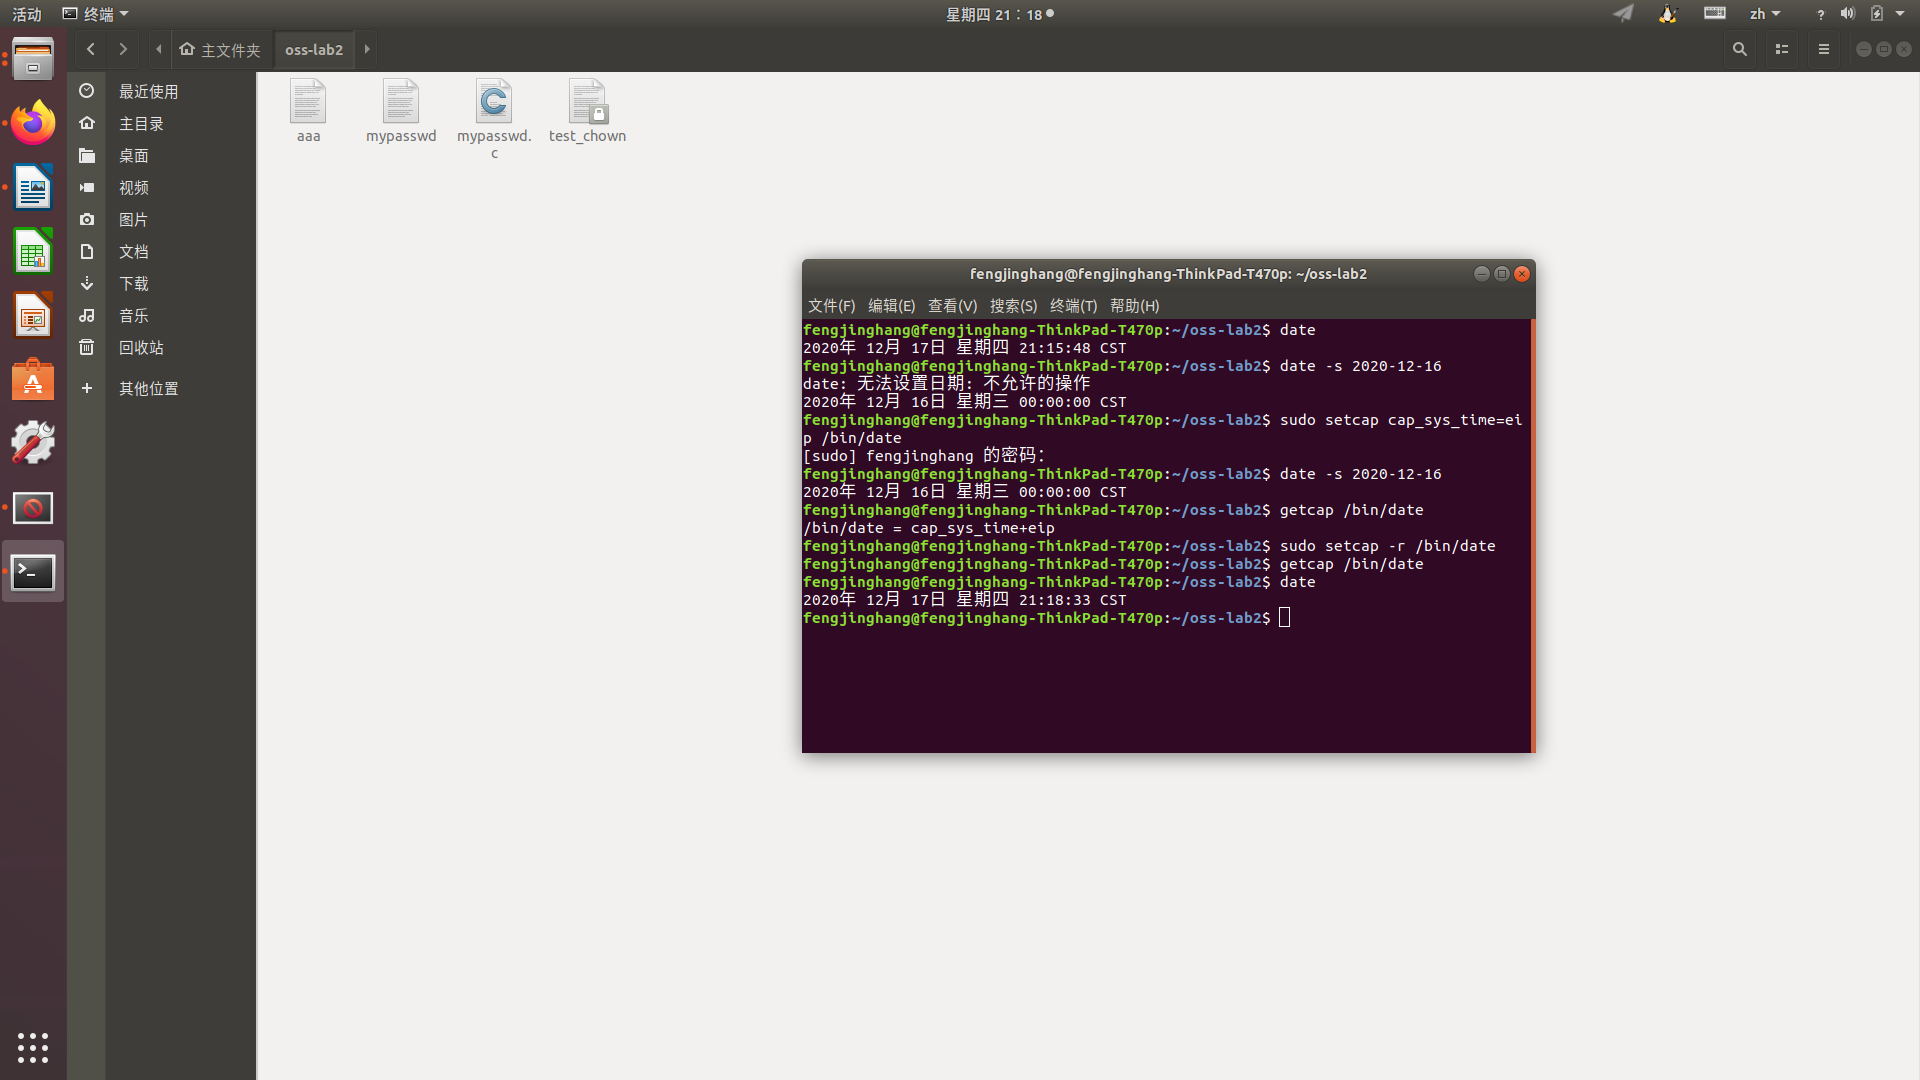 活动
终端
星期四 21：18
zh
?
主文件夹
oss-lab2
最近使用
主目录
桌面
视频
图片
文档
下载
音乐
回收站
其他位置
aaa
mypasswd
mypasswd.
c
test_chown
fengjinghang@fengjinghang-ThinkPad-T470p: ~/oss-lab2
文件(F) 编辑(E) 查看(V) 搜索(S) 终端(T) 帮助(H)
fengjinghang@fengjinghang-ThinkPad-T470p:~/oss-lab2$ date
2020年 12月 17日 星期四 21:15:48 CST
fengjinghang@fengjinghang-ThinkPad-T470p:~/oss-lab2$ date -s 2020-12-16
date: 无法设置日期: 不允许的操作
2020年 12月 16日 星期三 00:00:00 CST
fengjinghang@fengjinghang-ThinkPad-T470p:~/oss-lab2$ sudo setcap cap_sys_time=ei
p /bin/date
[sudo] fengjinghang 的密码：
fengjinghang@fengjinghang-ThinkPad-T470p:~/oss-lab2$ date -s 2020-12-16
2020年 12月 16日 星期三 00:00:00 CST
fengjinghang@fengjinghang-ThinkPad-T470p:~/oss-lab2$ getcap /bin/date
/bin/date = cap_sys_time+eip
fengjinghang@fengjinghang-ThinkPad-T470p:~/oss-lab2$ sudo setcap -r /bin/date
fengjinghang@fengjinghang-ThinkPad-T470p:~/oss-lab2$ getcap /bin/date
fengjinghang@fengjinghang-ThinkPad-T470p:~/oss-lab2$ date
2020年 12月 17日 星期四 21:18:33 CST
fengjinghang@fengjinghang-ThinkPad-T470p:~/oss-lab2$